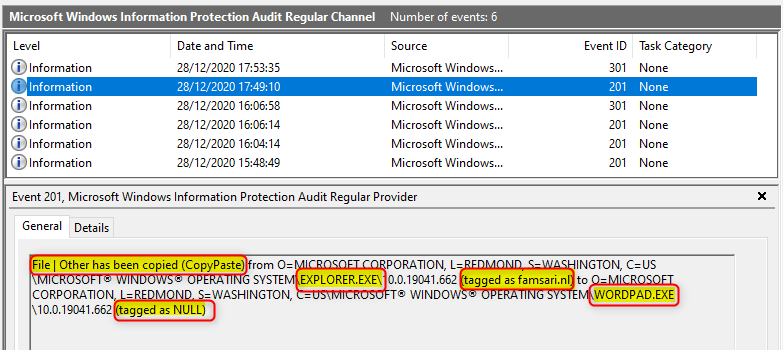 Microsoft Windows Information Protection Audit Regular Channel Number of events: 6
Level Date and Time Source Event ID Task Category
Information 28/12/2020 17:53:35 Microsoft Windows... 301 None
Information 28/12/2020 17:49:10 Microsoft Windows... 201 None
Information 28/12/2020 16:06:58 Microsoft Windows... 301 None
Information 28/12/2020 16:06:14 Microsoft Windows... 201 None
Information 28/12/2020 16:04:14 Microsoft Windows... 201 None
Information 28/12/2020 15:48:49 Microsoft Windows... 201 None
Event 201, Microsoft Windows Information Protection Audit Regular Provider
General Details
File | Other has been copied (CopyPaste) from O=MICROSOFT CORPORATION, L=REDMOND, S=WASHINGTON, C=US
\MICROSOFT® WINDOWS® OPERATING SYSTEM\EXPLORER.EXE\10.0.19041.662 (tagged as famsari.nl) to O=MICROSOFT
CORPORATION, L=REDMOND, S=WASHINGTON, C=US\MICROSOFT® WINDOWS® OPERATING SYSTEM\WORDPAD.EXE
\10.0.19041.662 (tagged as NULL)